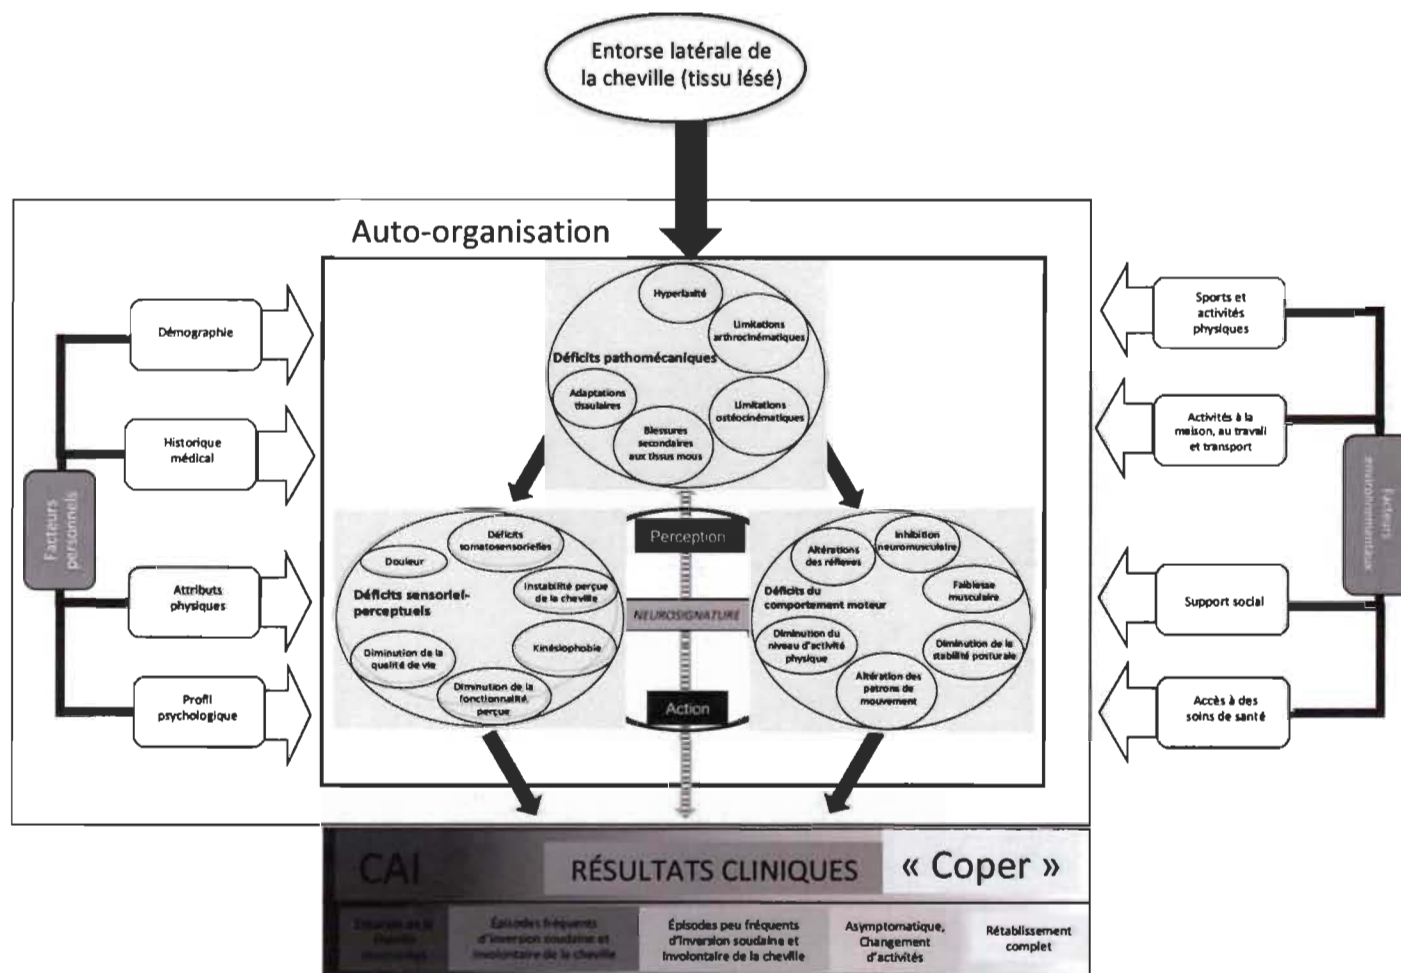 Entorse latérale de
la cheville (tissu lésé)
Auto-organisation
Démographie
Historique
médical
Attributs
physiques
Profil
psychologique
Facteurs
personnels
Hyperlaxité
Limitations
arthrocinématiques
Déficits pathomécaniques
Adaptations
tissulaires
Limitations
ostéocinématiques
Blessures
secondaires
aux tissus mous
Déficits
somatosensorielles
Douleur
Instabilité perçue
de la cheville
Déficits sensoriel-
perceptuels
Kinésiophobie
Diminution de la
qualité de vie
Diminution de la
fonctionnalité
perçue
Perception
NEUROSIGNATURE
Action
Inhibition
neuromusculaire
Altérations
des réflexes
Faiblesse
musculaire
Déficits du
comportement moteur
Diminution du
niveau d'activité
physique
Diminution de la
stabilité posturale
Altération des
patrons de
mouvement
Sports et
activités
physiques
Activités à la
maison, au travail
et transport
Support social
Accès à des
soins de santé
Facteurs
environnementaux
CAI
RÉSULTATS CLINIQUES
« Coper »
Entorses de la
cheville
Épisodes fréquents
d'inversion soudaine et
involontaire de la cheville
Épisodes peu fréquents
d'inversion soudaine et
involontaire de la cheville
Asymptomatique,
Changement
d'activités
Rétablissement
complet